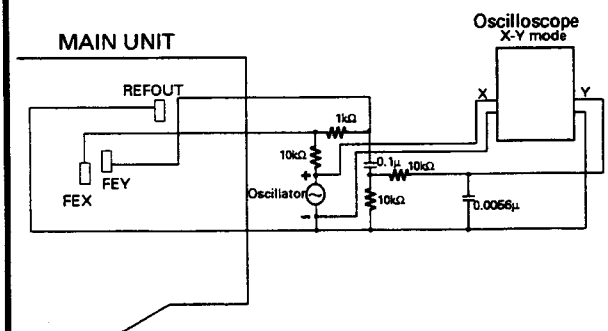 Oscilloscope
X-Y mode
MAIN UNIT
REFOUT
X
Y
1kΩ
10kΩ
0.1μ
10kΩ
FEY
+
FEX
Oscillator
10kΩ
0.0056μ
−